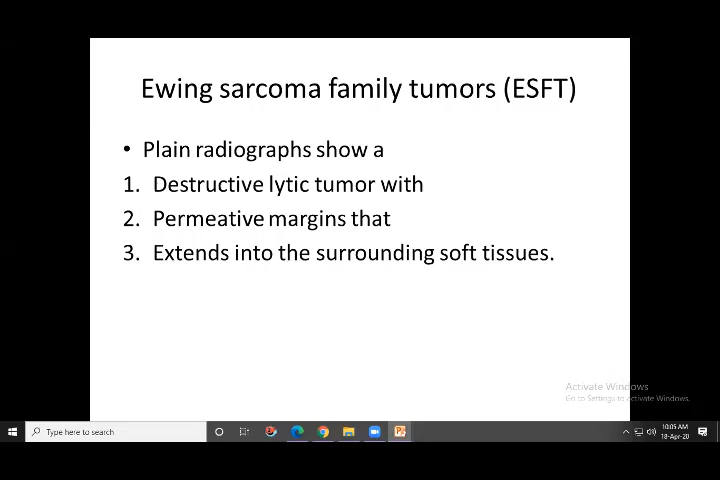 Ewing sarcoma family tumors (ESFT)
• Plain radiographs show a
1. Destructive lytic tumor with
2. Permeative margins that
3. Extends into the surrounding soft tissues.
Activate Windows
Go to Settings to activate Windows.
Type here to search
10:05 AM
18-Apr-20